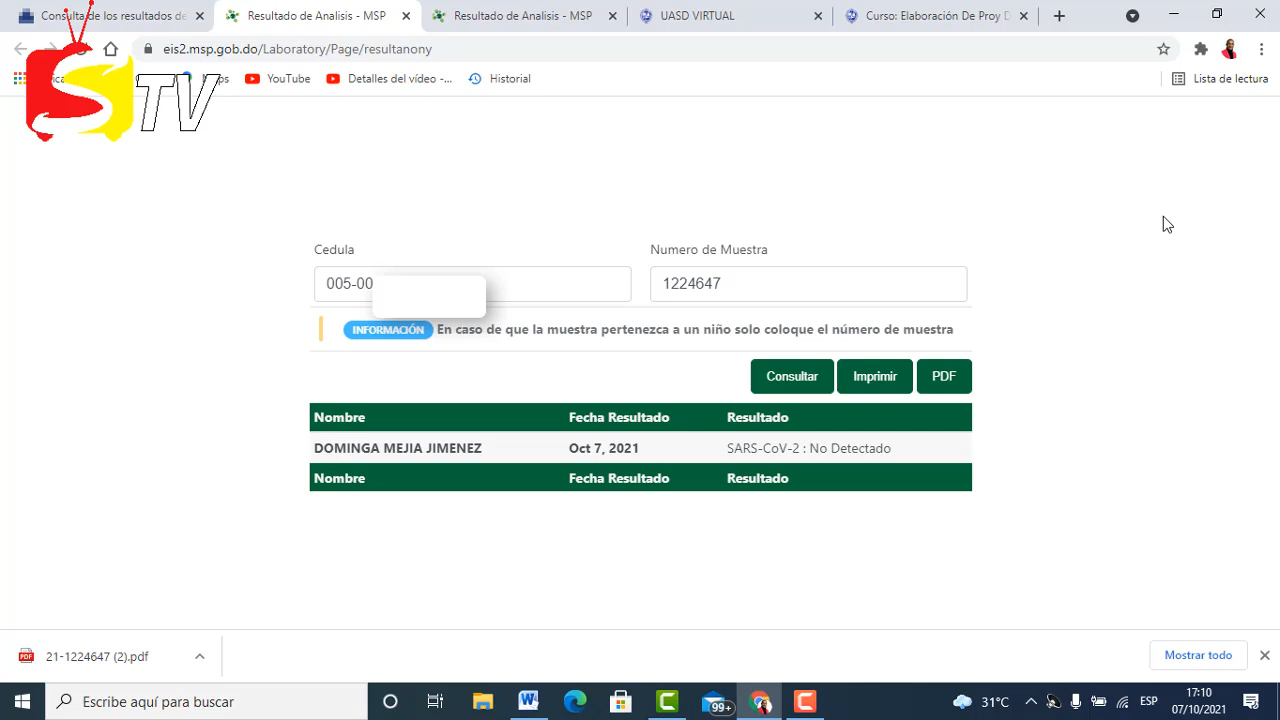 Consulta de los resultados de
Resultado de Analisis - MSP
Resultado de Analisis - MSP
UASD VIRTUAL
Curso: Elaboración De Proy D
eis2.msp.gob.do/Laboratory/Page/resultanony
YouTube
Detalles del vídeo -...
Historial
Lista de lectura
STV
Cedula
Numero de Muestra
005-00
1224647
INFORMACIÓN En caso de que la muestra pertenezca a un niño solo coloque el número de muestra
Consultar
Imprimir
PDF
Nombre Fecha Resultado Resultado
DOMINGA MEJIA JIMENEZ Oct 7, 2021 SARS-CoV-2 : No Detectado
Nombre Fecha Resultado Resultado
21-1224647 (2).pdf
Mostrar todo
Escribe aquí para buscar
99+
31°C
ESP
17:10
07/10/2021